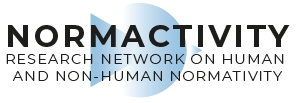 NORMACTIVITY
RESEARCH NETWORK ON HUMAN
AND NON-HUMAN NORMATIVITY